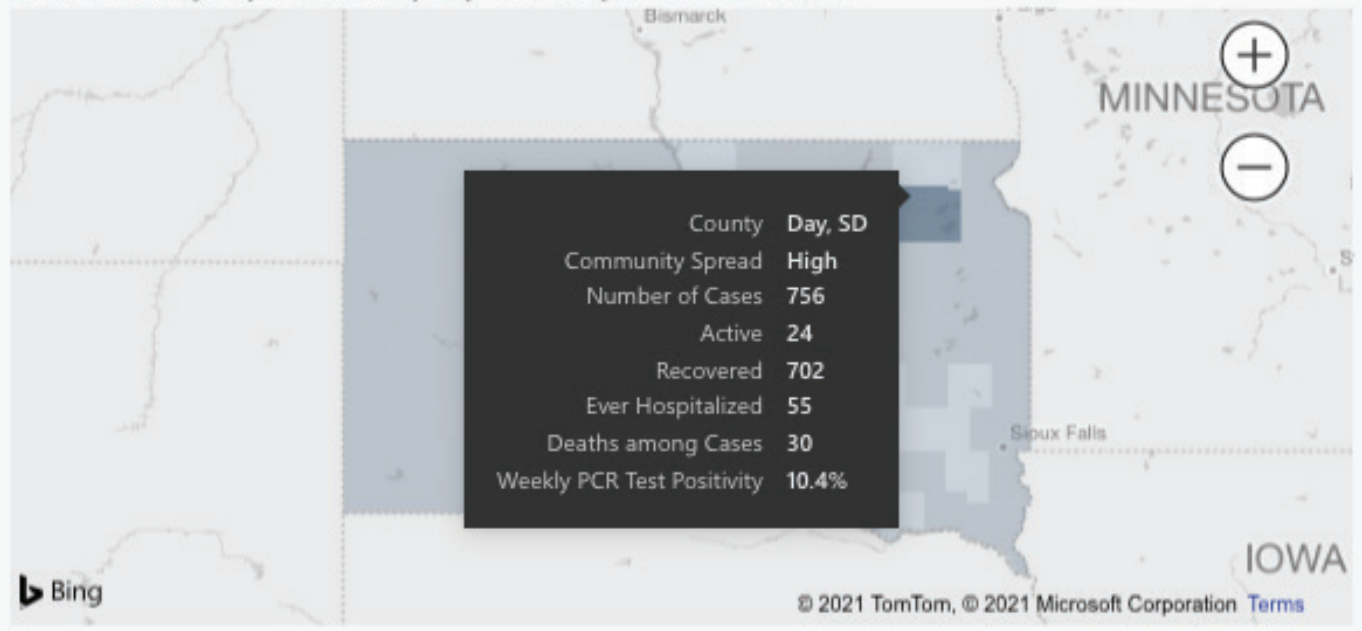 Bismarck
MINNESOTA
County Day, SD
Community Spread High
Number of Cases 756
Active 24
Recovered 702
Ever Hospitalized 55
Deaths among Cases 30
Weekly PCR Test Positivity 10.4%
Sioux Falls
IOWA
Bing
© 2021 TomTom, © 2021 Microsoft Corporation Terms